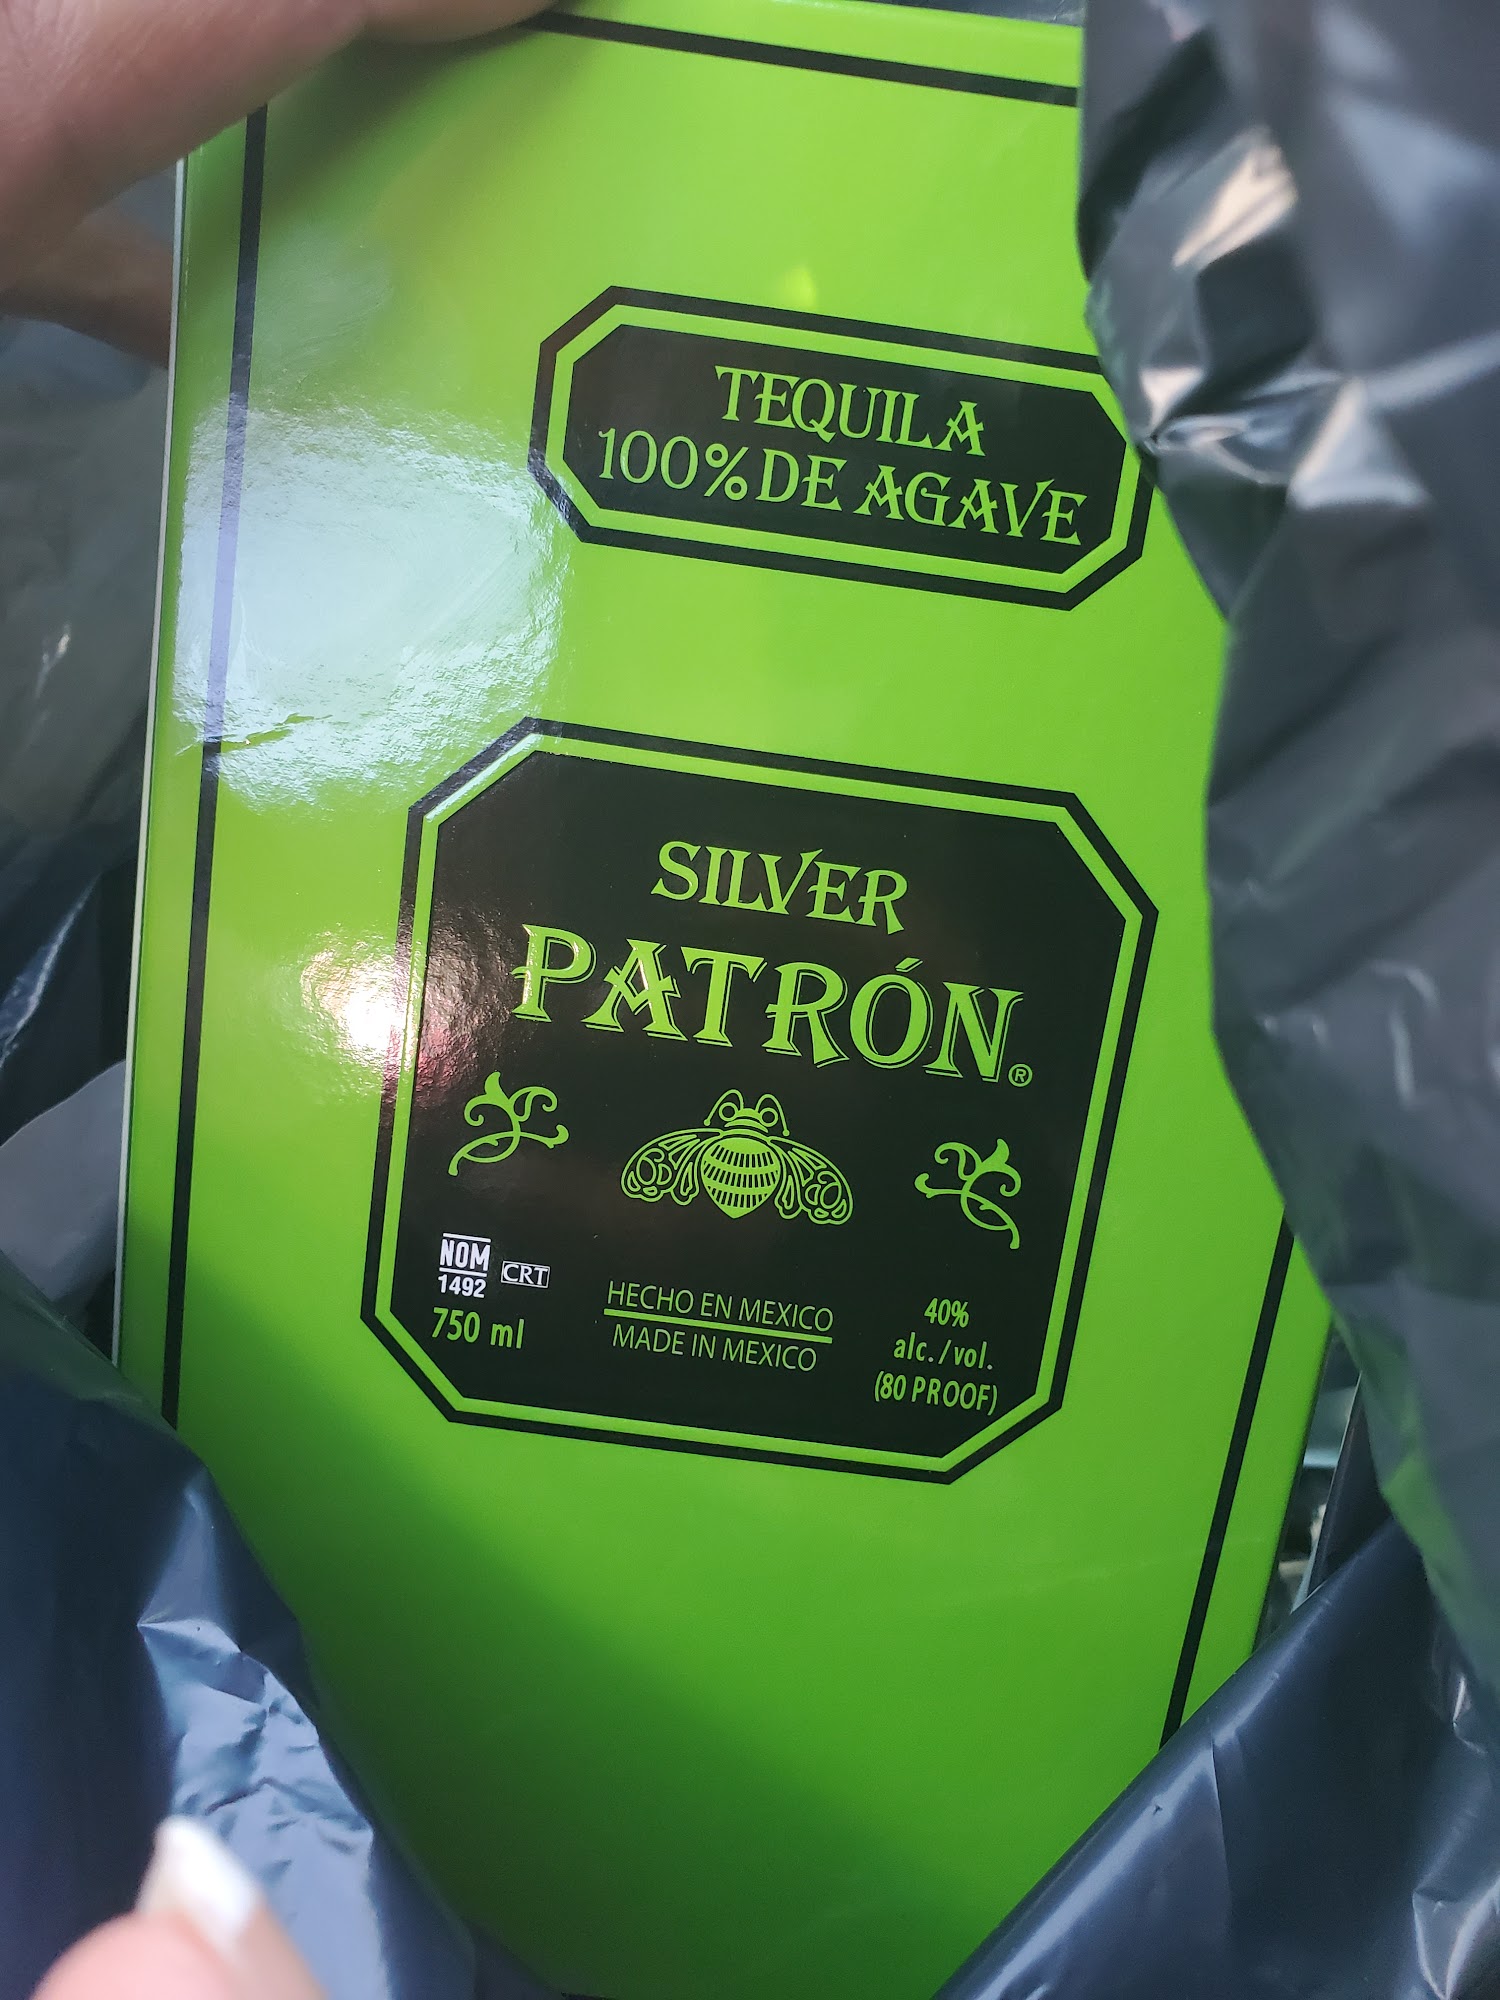 TEQUILA
100% DE AGAVE
SILVER
PATRÓN®
NOM
1492
CRT
750 ml
HECHO EN MEXICO
MADE IN MEXICO
40%
alc./vol.
(80 PROOF)